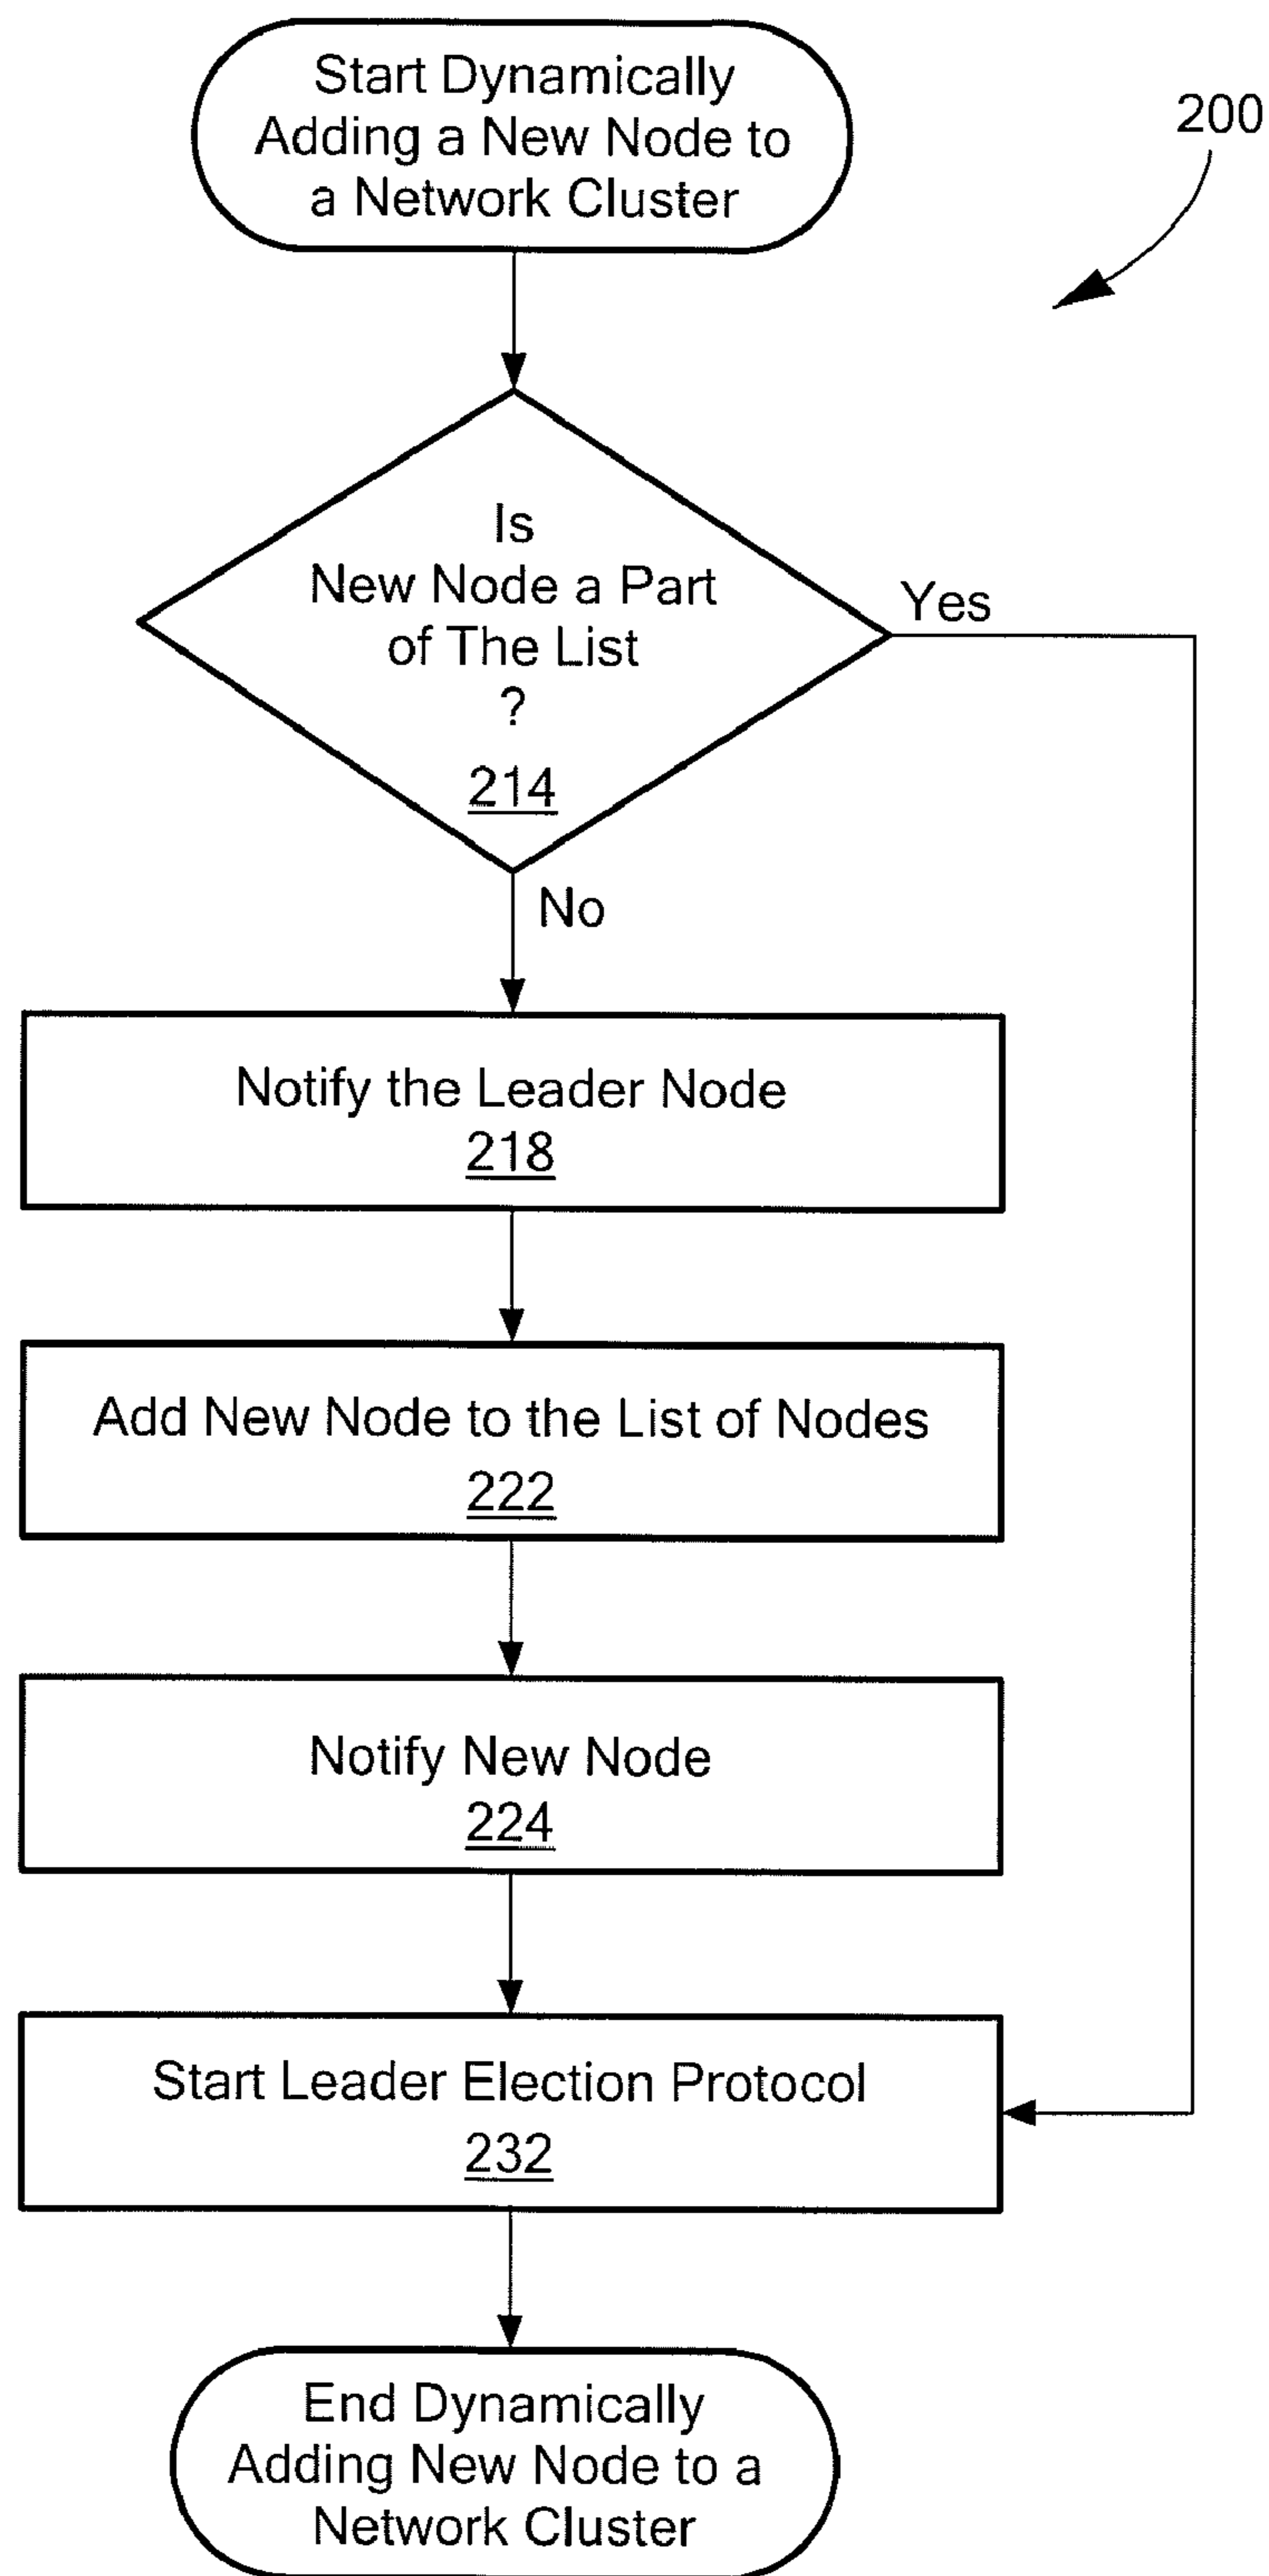 Start Dynamically
Adding a New Node to
a Network Cluster
200
Is
New Node a Part
of The List
?
214
Yes
No
Notify the Leader Node
218
Add New Node to the List of Nodes
222
Notify New Node
224
Start Leader Election Protocol
232
End Dynamically
Adding New Node to a
Network Cluster